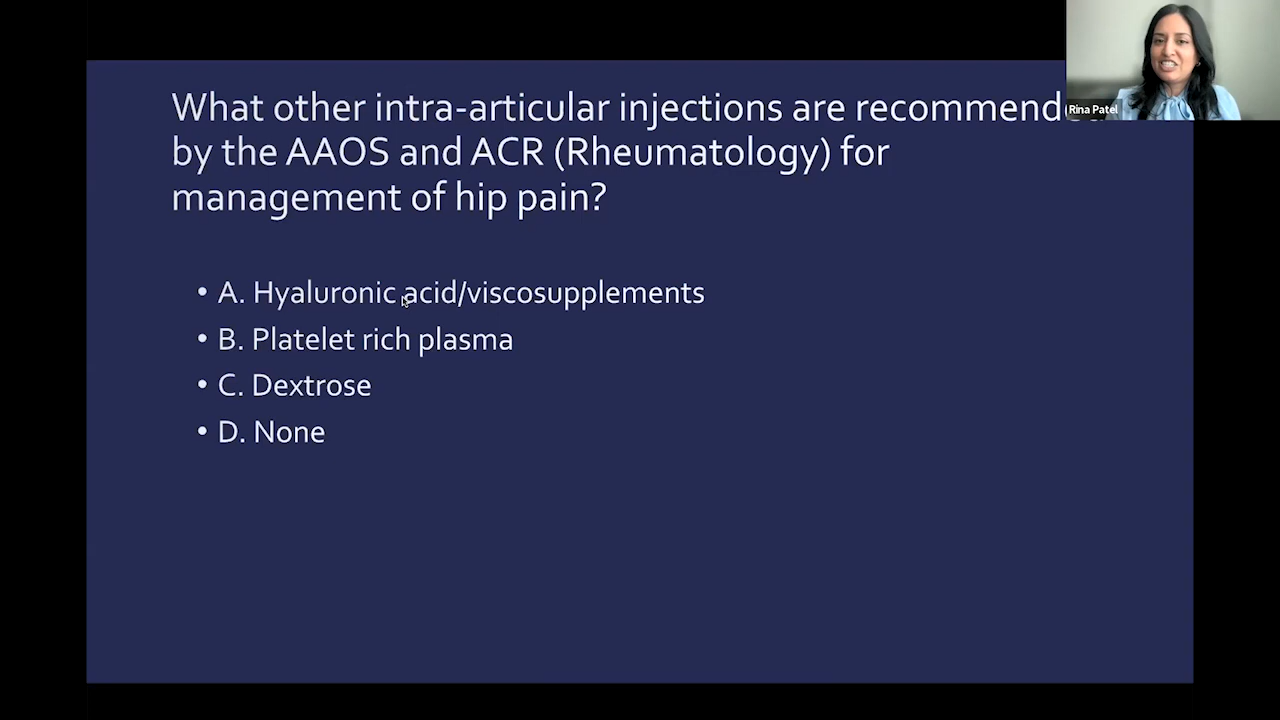 What other intra-articular injections are recommended
by the AAOS and ACR (Rheumatology) for
management of hip pain?
Rina Patel
• A. Hyaluronic acid/viscosupplements
• B. Platelet rich plasma
• C. Dextrose
• D. None